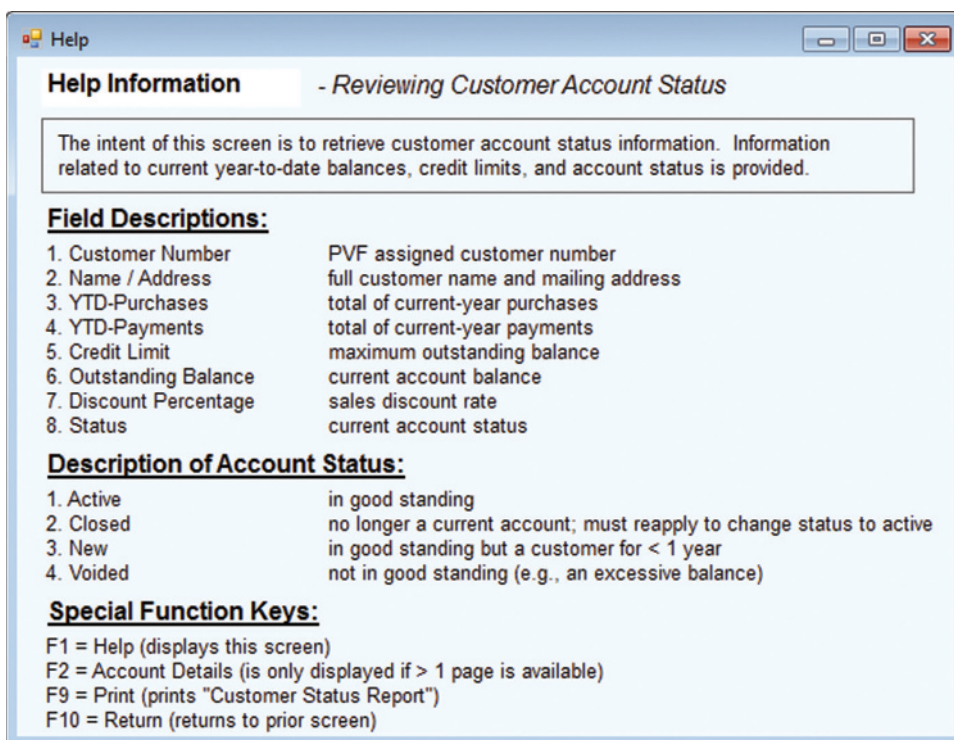 Help
Help Information - Reviewing Customer Account Status
The intent of this screen is to retrieve customer account status information. Information
related to current year-to-date balances, credit limits, and account status is provided.
Field Descriptions:
1. Customer Number PVF assigned customer number
2. Name / Address full customer name and mailing address
3. YTD-Purchases total of current-year purchases
4. YTD-Payments total of current-year payments
5. Credit Limit maximum outstanding balance
6. Outstanding Balance current account balance
7. Discount Percentage sales discount rate
8. Status current account status
Description of Account Status:
1. Active in good standing
2. Closed no longer a current account; must reapply to change status to active
3. New in good standing but a customer for < 1 year
4. Voided not in good standing (e.g., an excessive balance)
Special Function Keys:
F1 = Help (displays this screen)
F2 = Account Details (is only displayed if > 1 page is available)
F9 = Print (prints "Customer Status Report")
F10 = Return (returns to prior screen)